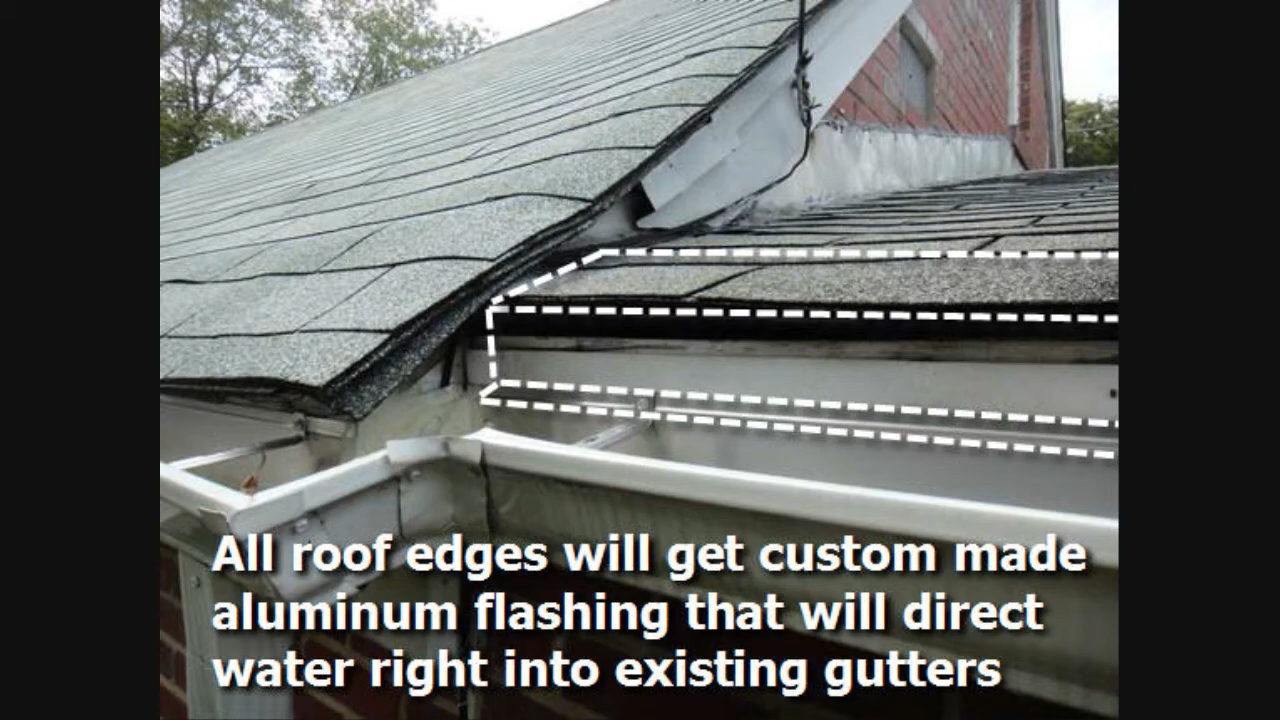 All roof edges will get custom made
aluminum flashing that will direct
water right into existing gutters